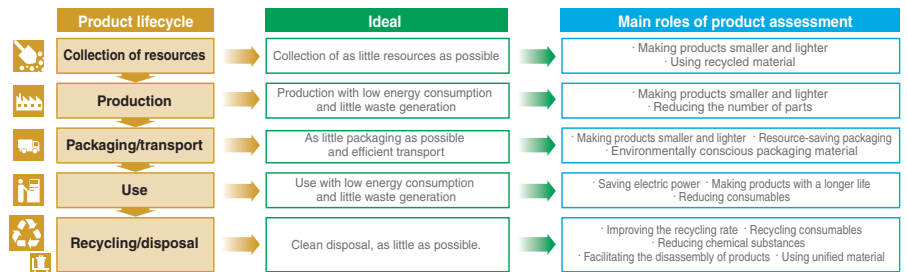 Product lifecycle
Ideal
Main roles of product assessment
Collection of resources
Collection of as little resources as possible
· Making products smaller and lighter
· Using recycled material
Production
Production with low energy consumption
and little waste generation
· Making products smaller and lighter
· Reducing the number of parts
Packaging/transport
As little packaging as possible
and efficient transport
· Making products smaller and lighter · Resource-saving packaging
· Environmentally conscious packaging material
Use
Use with low energy consumption
and little waste generation
· Saving electric power · Making products with a longer life
· Reducing consumables
Recycling/disposal
Clean disposal, as little as possible.
· Improving the recycling rate · Recycling consumables
· Reducing chemical substances
· Facilitating the disassembly of products · Using unified material